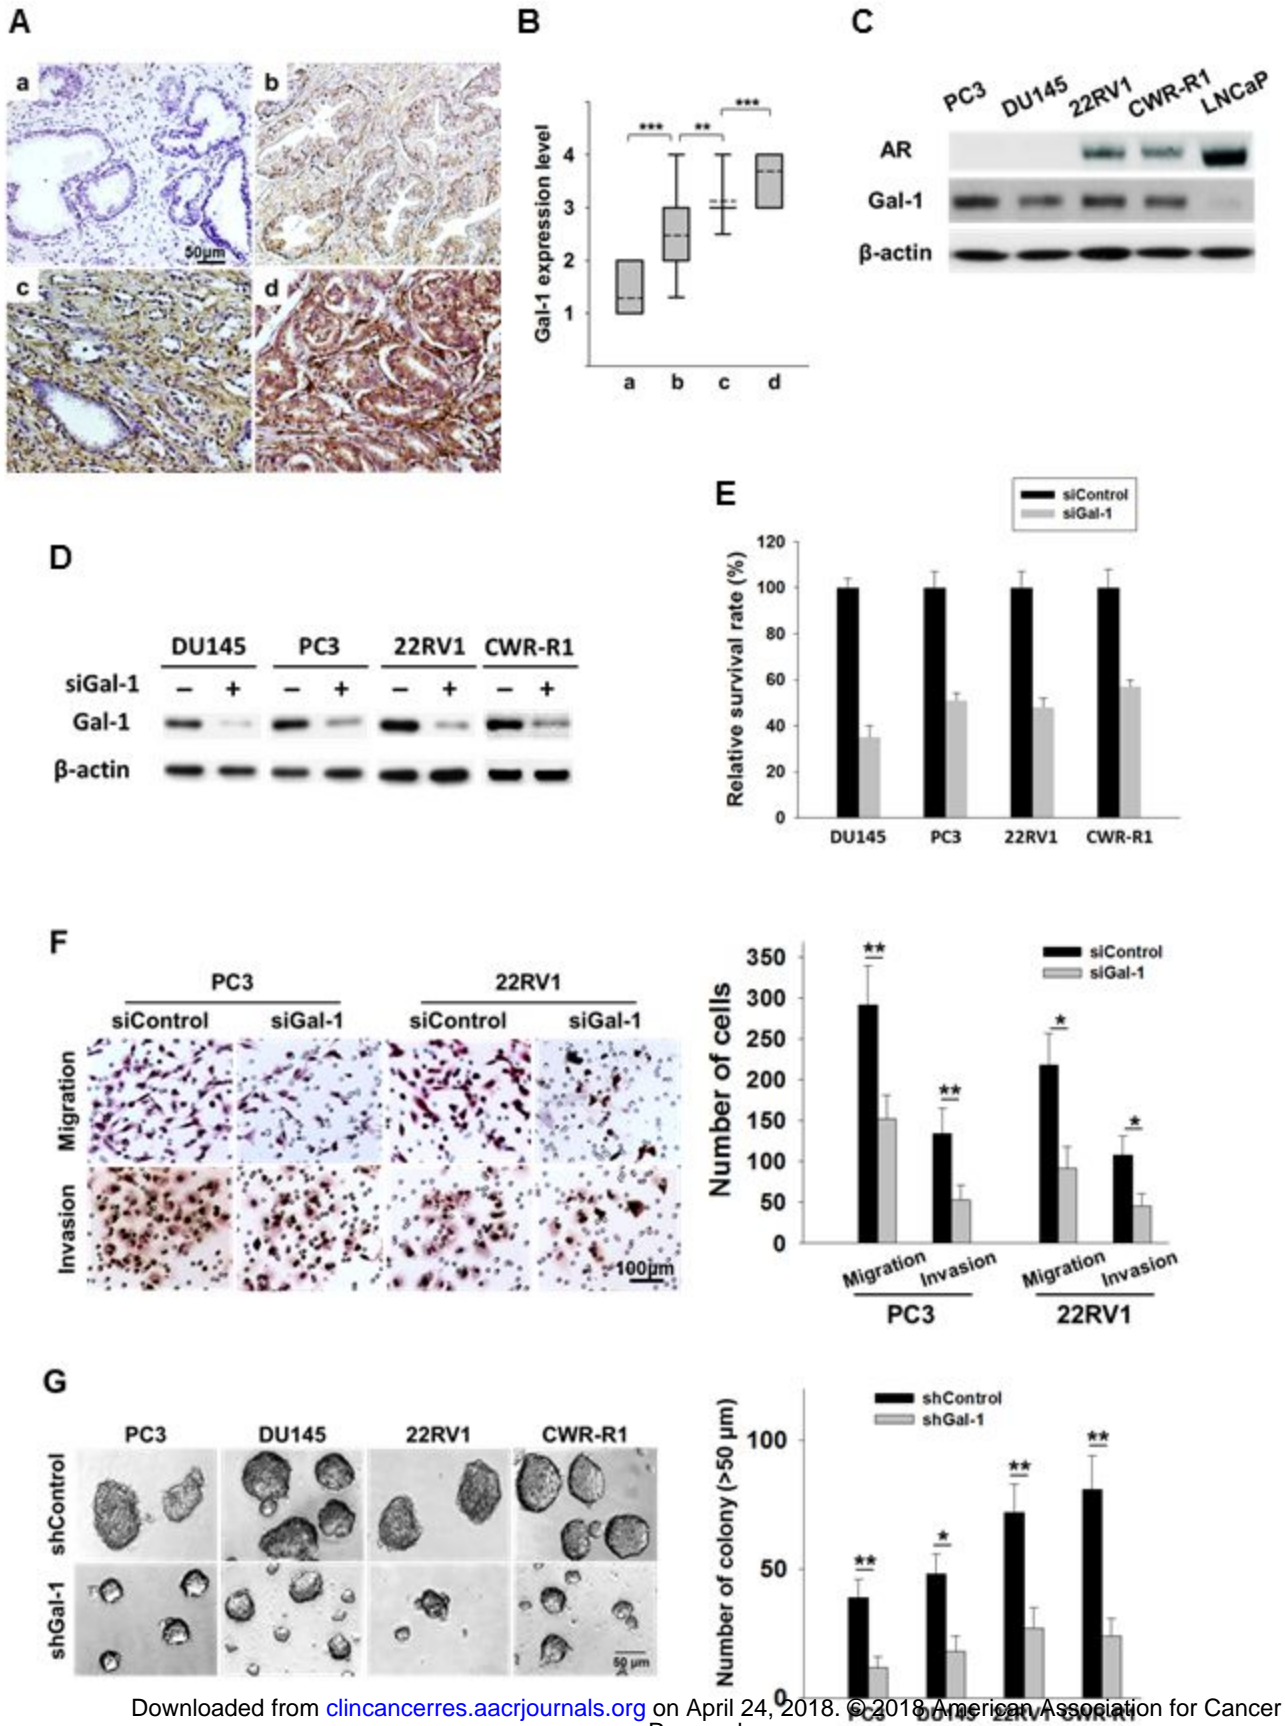 A
a
b
50µm
c
d
B
Gal-1 expression level
4
3
2
1
*** ** ***
a b c d
C
PC3 DU145 22RV1 CWR-R1 LNCaP
AR
Gal-1
β-actin
D
DU145 PC3 22RV1 CWR-R1
siGal-1 − + − + − + − +
Gal-1
β-actin
E
siControl
siGal-1
Relative survival rate (%)
120
100
80
60
40
20
0
DU145 PC3 22RV1 CWR-R1
F
PC3 22RV1
siControl siGal-1 siControl siGal-1
Migration
Invasion
100µm
siControl
siGal-1
Number of cells
350
300
250
200
150
100
50
0
** ** * *
Migration Invasion Migration Invasion
PC3 22RV1
G
PC3 DU145 22RV1 CWR-R1
shControl
shGal-1
50 µm
shControl
shGal-1
Number of colony (>50 µm)
100
50
0
** * ** **
PC3 DU145 22RV1 CWR-R1
Downloaded from clincancerres.aacrjournals.org on April 24, 2018. © 2018 American Association for Cancer